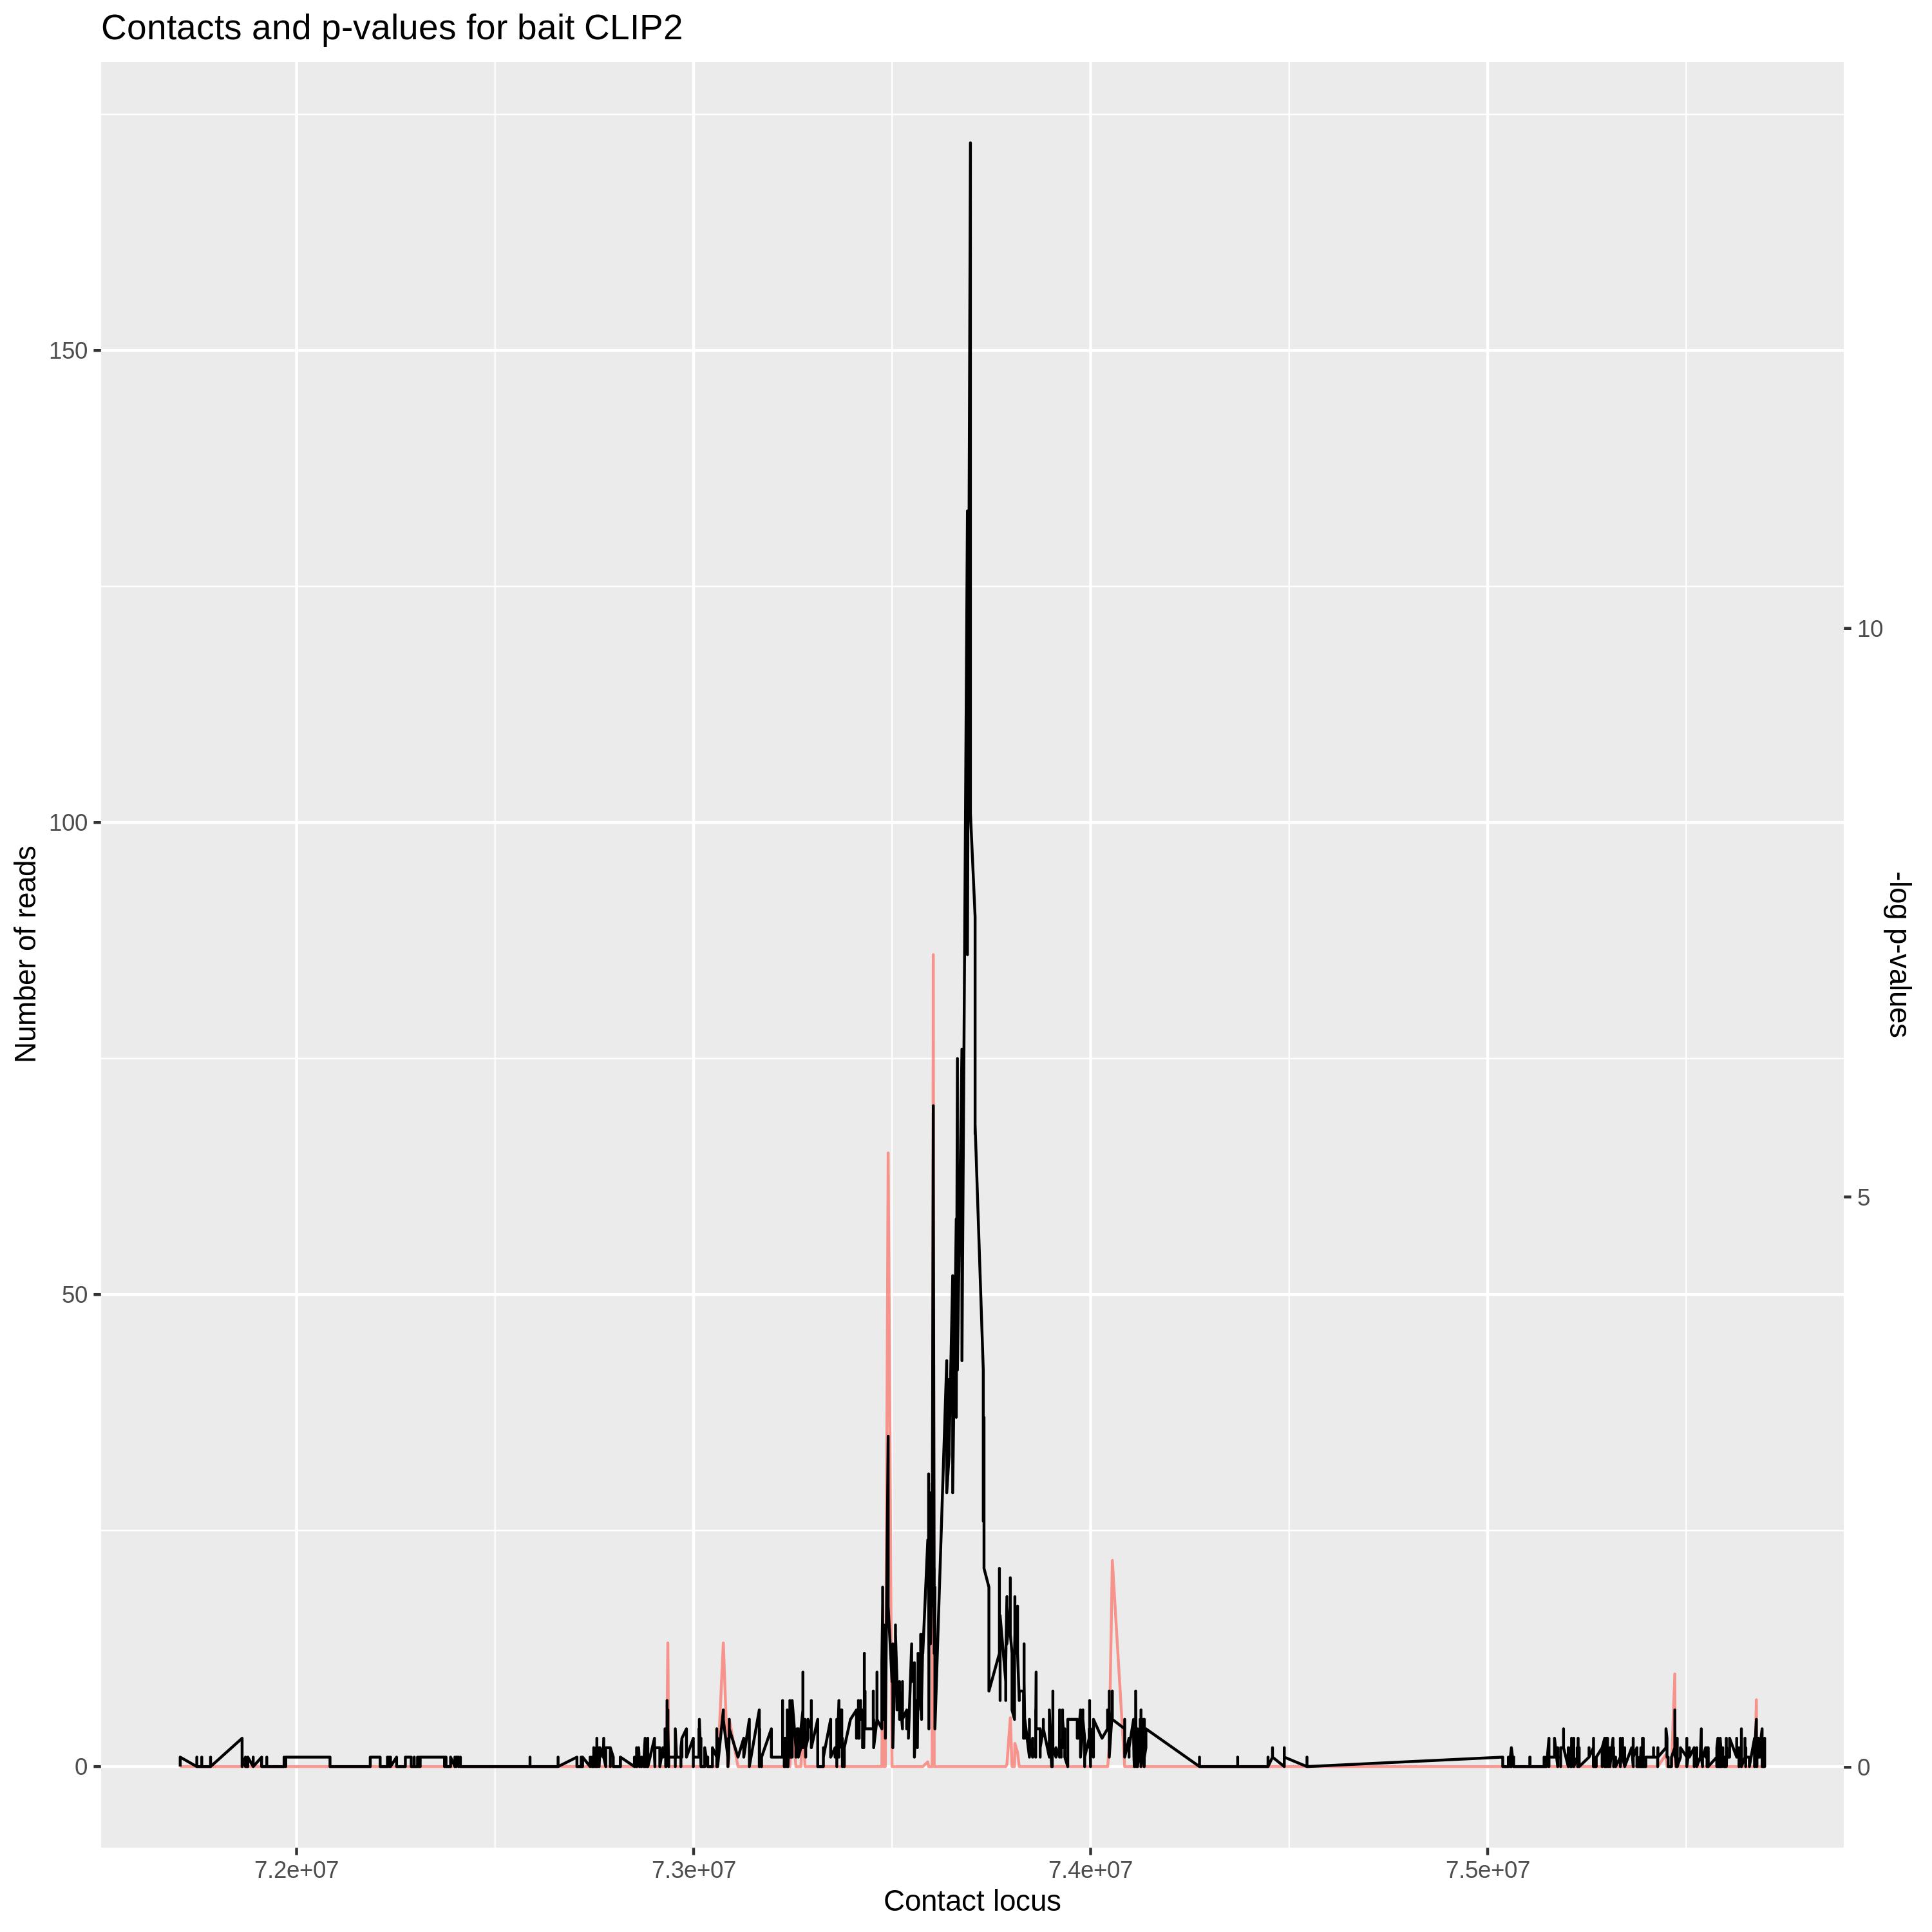 Contacts and p-values for bait CLIP2
150
100
50
0
Number of reads
10
5
0
-log p-values
7.2e+07
7.3e+07
7.4e+07
7.5e+07
Contact locus